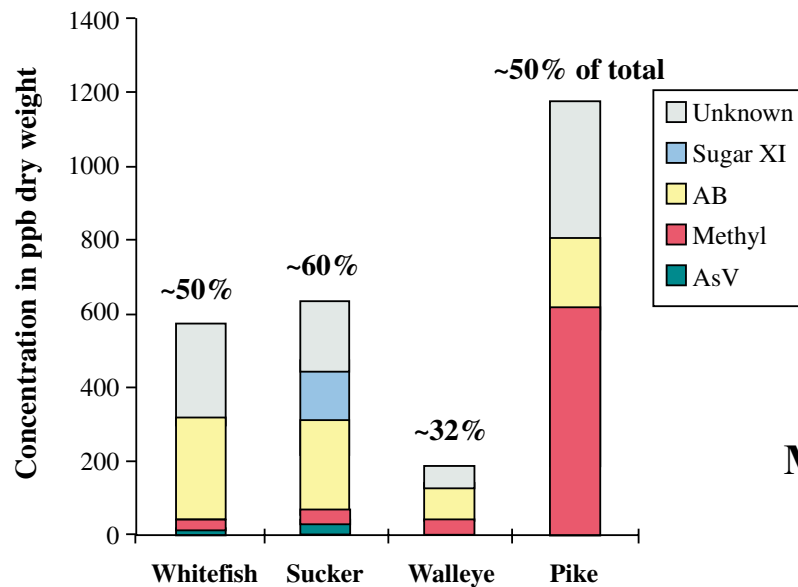 Concentration in ppb dry weight
1400
1200
1000
800
600
400
200
0
~50%
~60%
~32%
~50% of total
Whitefish
Sucker
Walleye
Pike
Unknown
Sugar XI
AB
Methyl
AsV
M